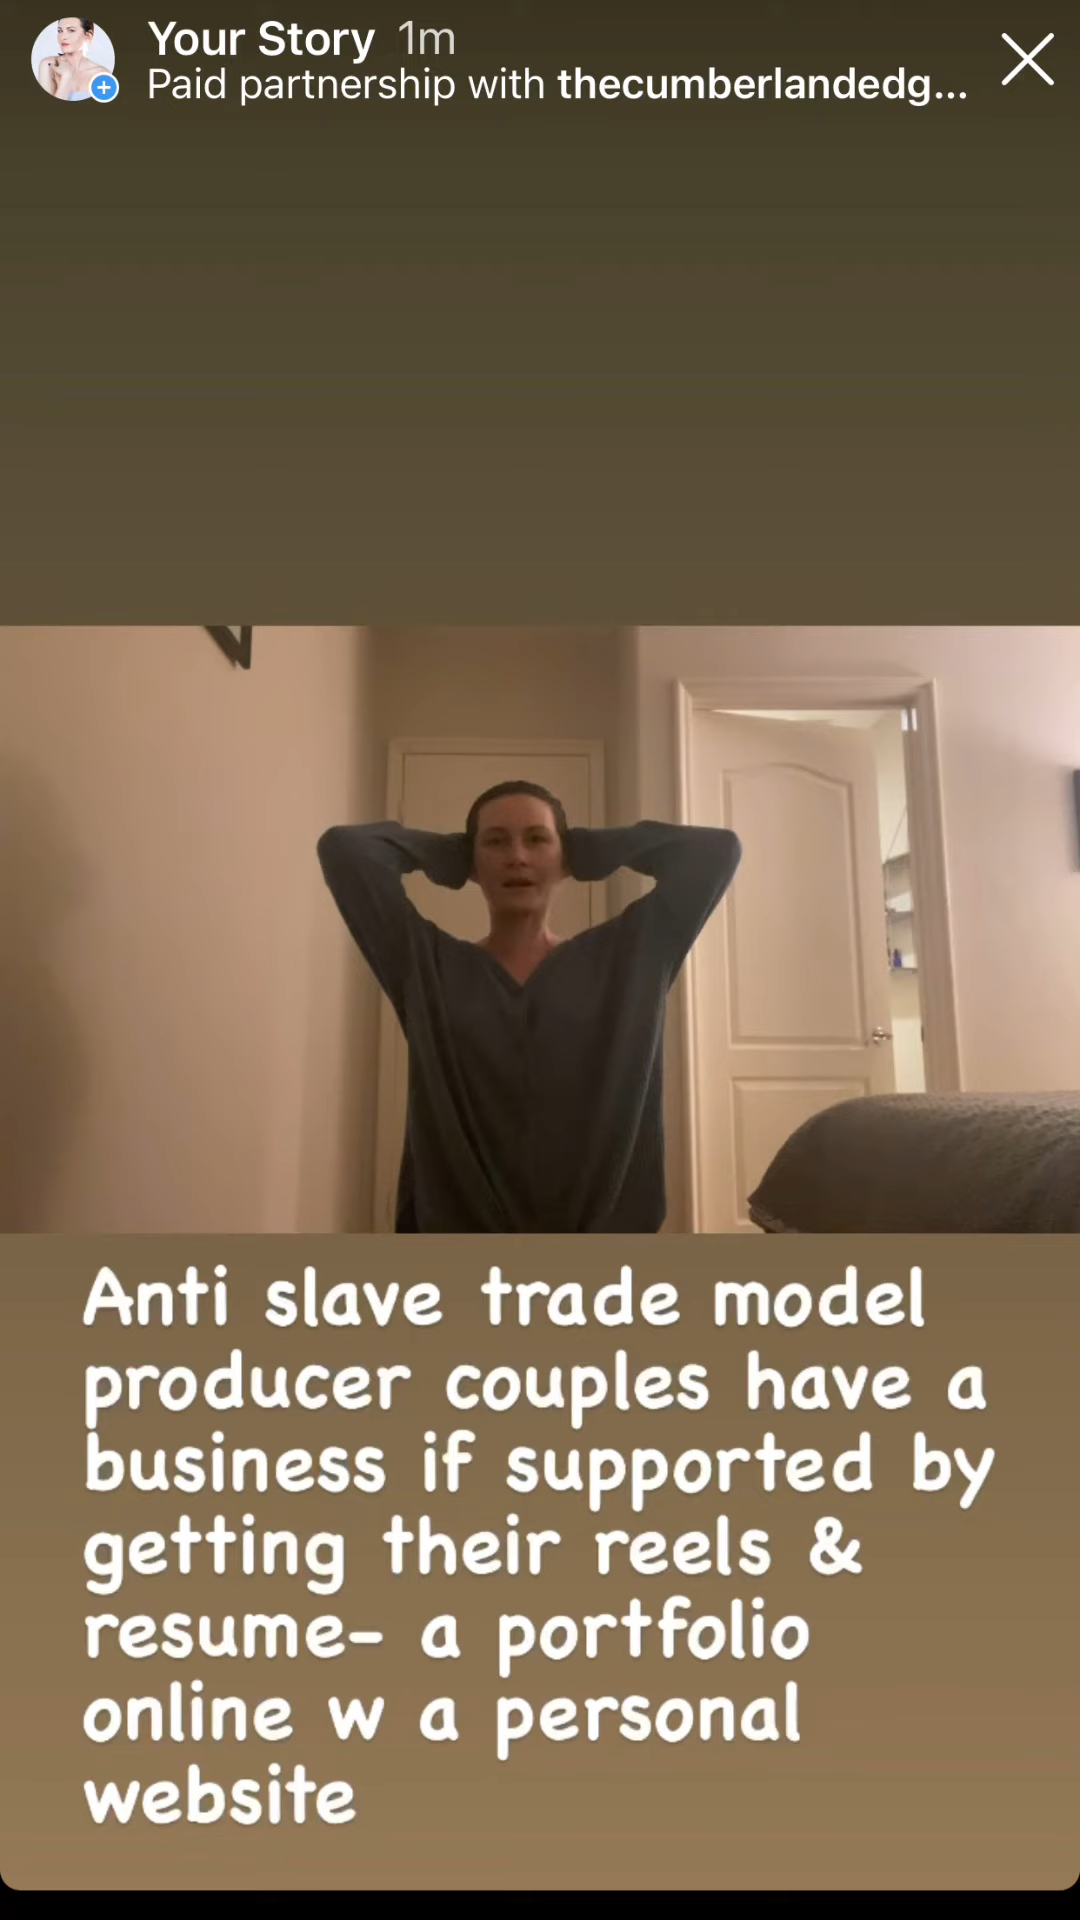 Your Story 1m
Paid partnership with thecumberlandedg...
Anti slave trade model
producer couples have a
business if supported by
getting their reels &
resume- a portfolio
online w a personal
website